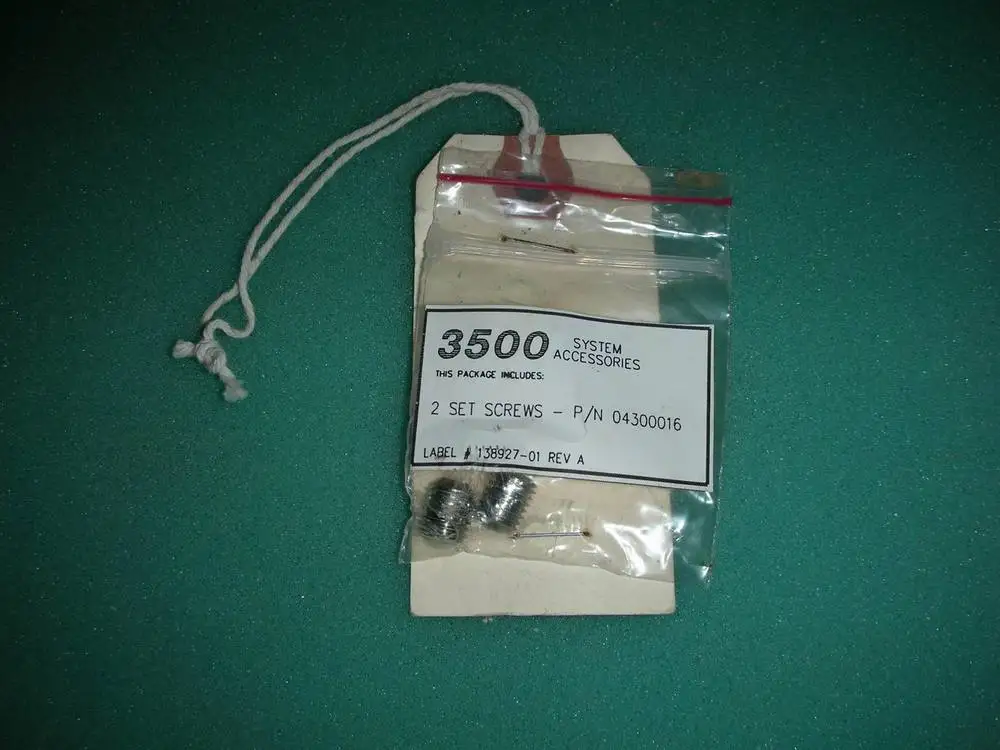 3500 SYSTEM
ACCESSORIES
THIS PACKAGE INCLUDES:
2 SET SCREWS - P/N 04300016
LABEL # 138927-01 REV A